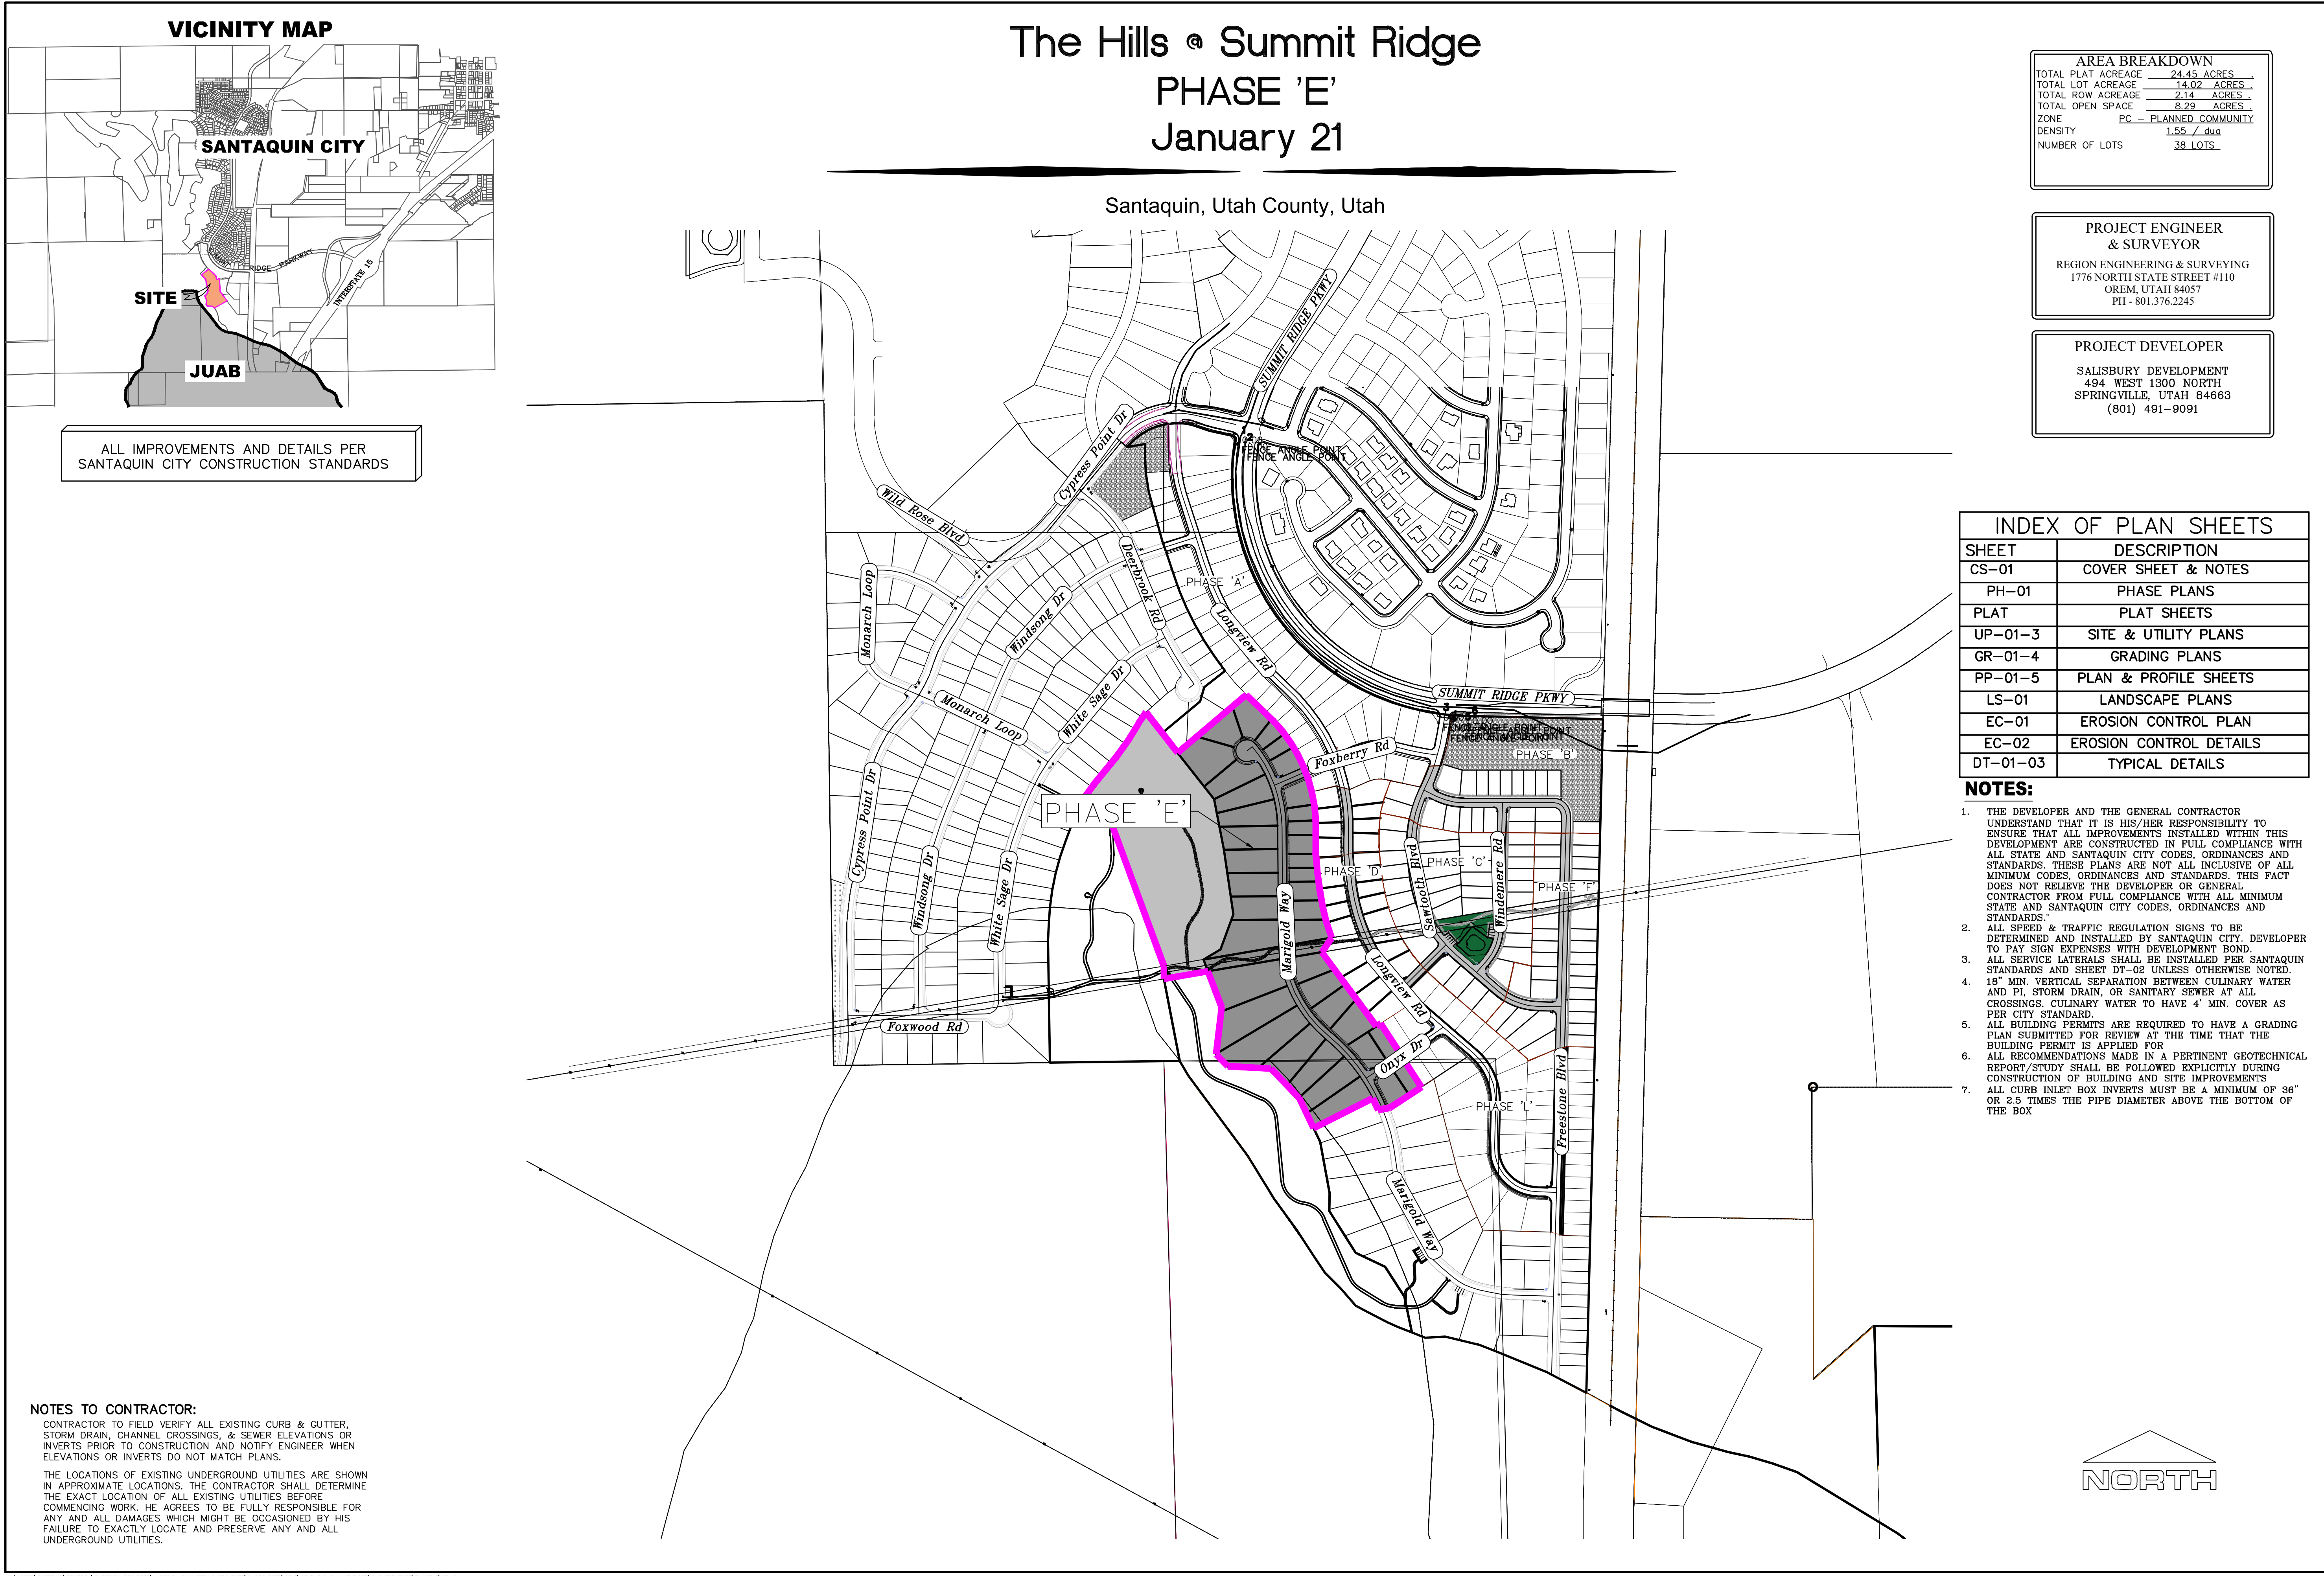 VICINITY MAP
SANTAQUIN CITY
RIDGE PARKWAY
INTERSTATE 15
SITE
JUAB
ALL IMPROVEMENTS AND DETAILS PER
SANTAQUIN CITY CONSTRUCTION STANDARDS
The Hills @ Summit Ridge
PHASE 'E'
January 21
Santaquin, Utah County, Utah
AREA BREAKDOWN
TOTAL PLAT ACREAGE 24.45 ACRES .
TOTAL LOT ACREAGE 14.02 ACRES .
TOTAL ROW ACREAGE 2.14 ACRES .
TOTAL OPEN SPACE 8.29 ACRES .
ZONE PC - PLANNED COMMUNITY
DENSITY 1.55 / dua
NUMBER OF LOTS 38 LOTS
PROJECT ENGINEER
& SURVEYOR
REGION ENGINEERING & SURVEYING
1776 NORTH STATE STREET #110
OREM, UTAH 84057
PH - 801.376.2245
PROJECT DEVELOPER
SALISBURY DEVELOPMENT
494 WEST 1300 NORTH
SPRINGVILLE, UTAH 84663
(801) 491-9091
INDEX OF PLAN SHEETS
SHEET DESCRIPTION
CS-01 COVER SHEET & NOTES
PH-01 PHASE PLANS
PLAT PLAT SHEETS
UP-01-3 SITE & UTILITY PLANS
GR-01-4 GRADING PLANS
PP-01-5 PLAN & PROFILE SHEETS
LS-01 LANDSCAPE PLANS
EC-01 EROSION CONTROL PLAN
EC-02 EROSION CONTROL DETAILS
DT-01-03 TYPICAL DETAILS
NOTES:
1. THE DEVELOPER AND THE GENERAL CONTRACTOR
UNDERSTAND THAT IT IS HIS/HER RESPONSIBILITY TO
ENSURE THAT ALL IMPROVEMENTS INSTALLED WITHIN THIS
DEVELOPMENT ARE CONSTRUCTED IN FULL COMPLIANCE WITH
ALL STATE AND SANTAQUIN CITY CODES, ORDINANCES AND
STANDARDS. THESE PLANS ARE NOT ALL INCLUSIVE OF ALL
MINIMUM CODES, ORDINANCES AND STANDARDS. THIS FACT
DOES NOT RELIEVE THE DEVELOPER OR GENERAL
CONTRACTOR FROM FULL COMPLIANCE WITH ALL MINIMUM
STATE AND SANTAQUIN CITY CODES, ORDINANCES AND
STANDARDS."
2. ALL SPEED & TRAFFIC REGULATION SIGNS TO BE
DETERMINED AND INSTALLED BY SANTAQUIN CITY. DEVELOPER
TO PAY SIGN EXPENSES WITH DEVELOPMENT BOND.
3. ALL SERVICE LATERALS SHALL BE INSTALLED PER SANTAQUIN
STANDARDS AND SHEET DT-02 UNLESS OTHERWISE NOTED.
4. 18" MIN. VERTICAL SEPARATION BETWEEN CULINARY WATER
AND PI, STORM DRAIN, OR SANITARY SEWER AT ALL
CROSSINGS. CULINARY WATER TO HAVE 4' MIN. COVER AS
PER CITY STANDARD.
5. ALL BUILDING PERMITS ARE REQUIRED TO HAVE A GRADING
PLAN SUBMITTED FOR REVIEW AT THE TIME THAT THE
BUILDING PERMIT IS APPLIED FOR
6. ALL RECOMMENDATIONS MADE IN A PERTINENT GEOTECHNICAL
REPORT/STUDY SHALL BE FOLLOWED EXPLICITLY DURING
CONSTRUCTION OF BUILDING AND SITE IMPROVEMENTS
7. ALL CURB INLET BOX INVERTS MUST BE A MINIMUM OF 36"
OR 2.5 TIMES THE PIPE DIAMETER ABOVE THE BOTTOM OF
THE BOX
SUMMIT RIDGE PKWY
Cypress Point Dr
FENCE ANGLE POINT
FENCE ANGLE POINT
Wild Rose Blvd
Deerbrook Rd
Monarch Loop
Windsong Dr
PHASE 'A'
Longview Rd
White Sage Dr
Monarch Loop
SUMMIT RIDGE PKWY
Foxberry Rd
PHASE 'B'
PHASE 'E'
Cypress Point Dr
Windsong Dr
White Sage Dr
Marigold Way
PHASE 'D'
Sawtooth Blvd
PHASE 'C'
Windemere Rd
PHASE 'F'
Longview Rd
Foxwood Rd
Onyx Dr
PHASE 'L'
Freestone Blvd
Marigold Way
NOTES TO CONTRACTOR:
CONTRACTOR TO FIELD VERIFY ALL EXISTING CURB & GUTTER,
STORM DRAIN, CHANNEL CROSSINGS, & SEWER ELEVATIONS OR
INVERTS PRIOR TO CONSTRUCTION AND NOTIFY ENGINEER WHEN
ELEVATIONS OR INVERTS DO NOT MATCH PLANS.
THE LOCATIONS OF EXISTING UNDERGROUND UTILITIES ARE SHOWN
IN APPROXIMATE LOCATIONS. THE CONTRACTOR SHALL DETERMINE
THE EXACT LOCATION OF ALL EXISTING UTILITIES BEFORE
COMMENCING WORK. HE AGREES TO BE FULLY RESPONSIBLE FOR
ANY AND ALL DAMAGES WHICH MIGHT BE OCCASIONED BY HIS
FAILURE TO EXACTLY LOCATE AND PRESERVE ANY AND ALL
UNDERGROUND UTILITIES.
NORTH